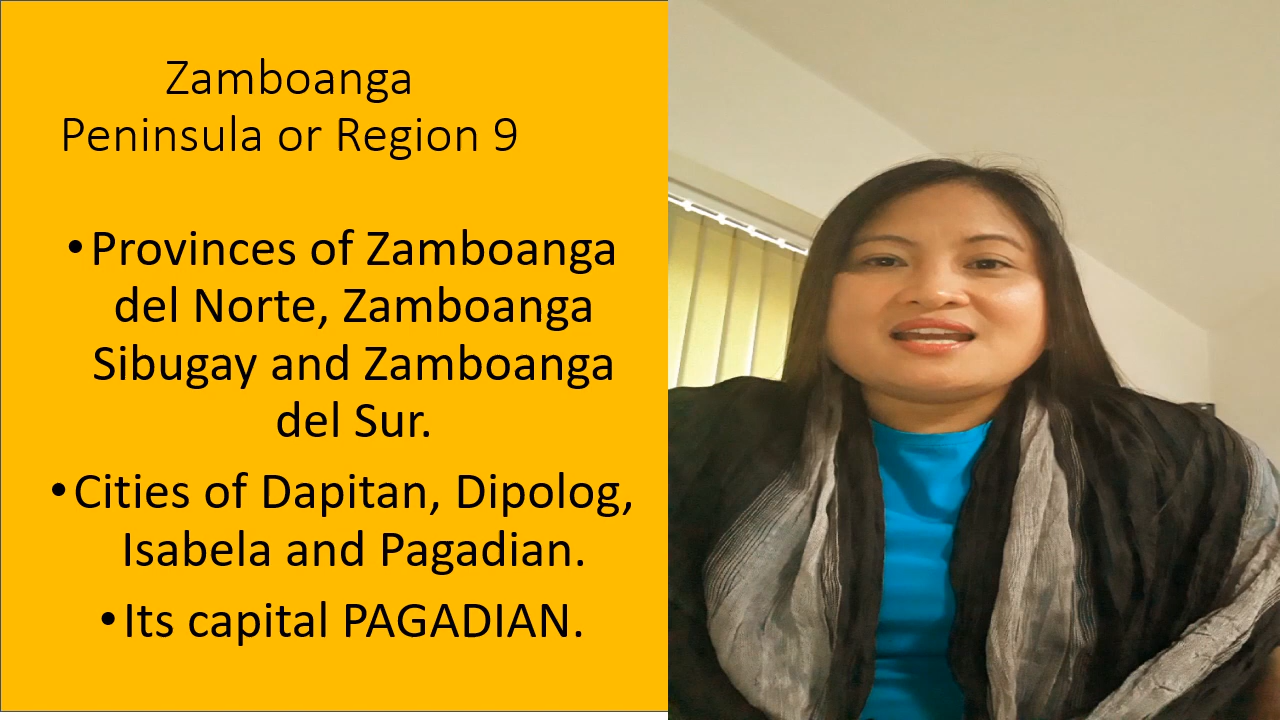 Zamboanga
Peninsula or Region 9
•Provinces of Zamboanga
del Norte, Zamboanga
Sibugay and Zamboanga
del Sur.
•Cities of Dapitan, Dipolog,
Isabela and Pagadian.
•Its capital PAGADIAN.